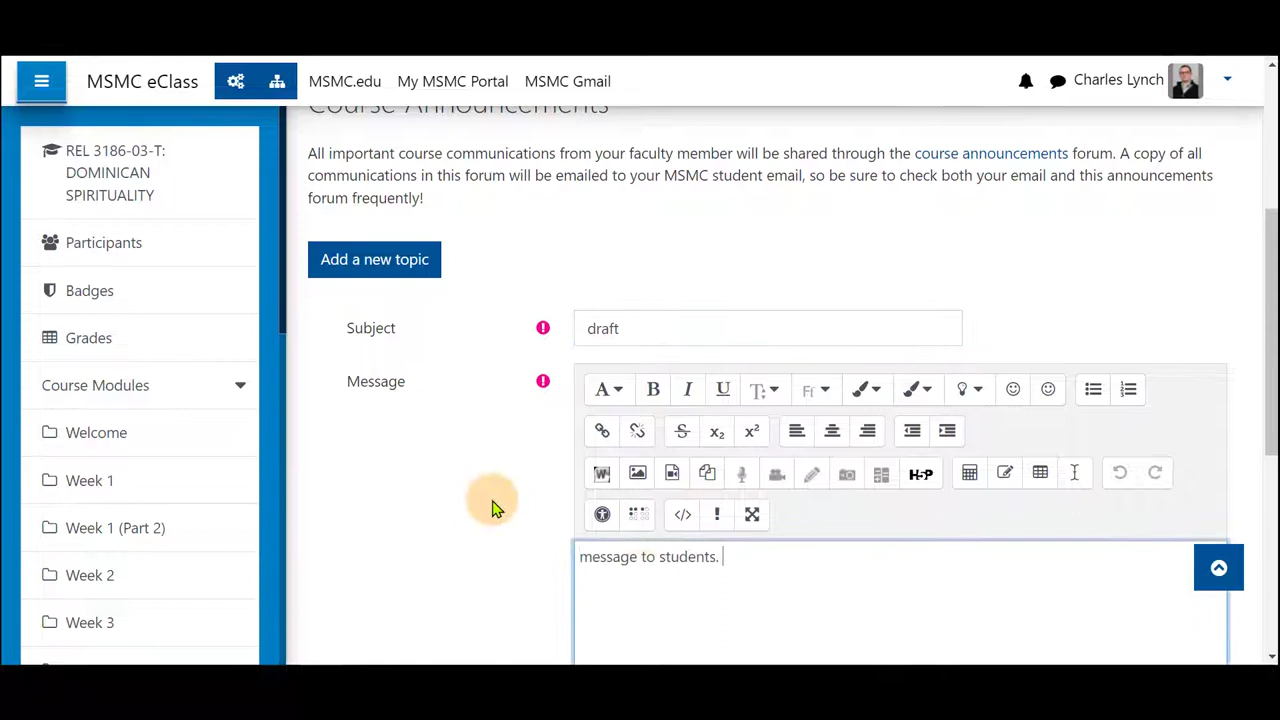 MSMC eClass
MSMC.edu
My MSMC Portal
MSMC Gmail
Charles Lynch
REL 3186-03-T:
DOMINICAN
SPIRITUALITY
Participants
Badges
Grades
Course Modules
Welcome
Week 1
Week 1 (Part 2)
Week 2
Week 3
Course Announcements
All important course communications from your faculty member will be shared through the course announcements forum. A copy of all
communications in this forum will be emailed to your MSMC student email, so be sure to check both your email and this announcements
forum frequently!
Add a new topic
Subject
draft
Message
A
B
I
U
T:
Fr
S
x₂
x²
W
H5P
</>
!
message to students.